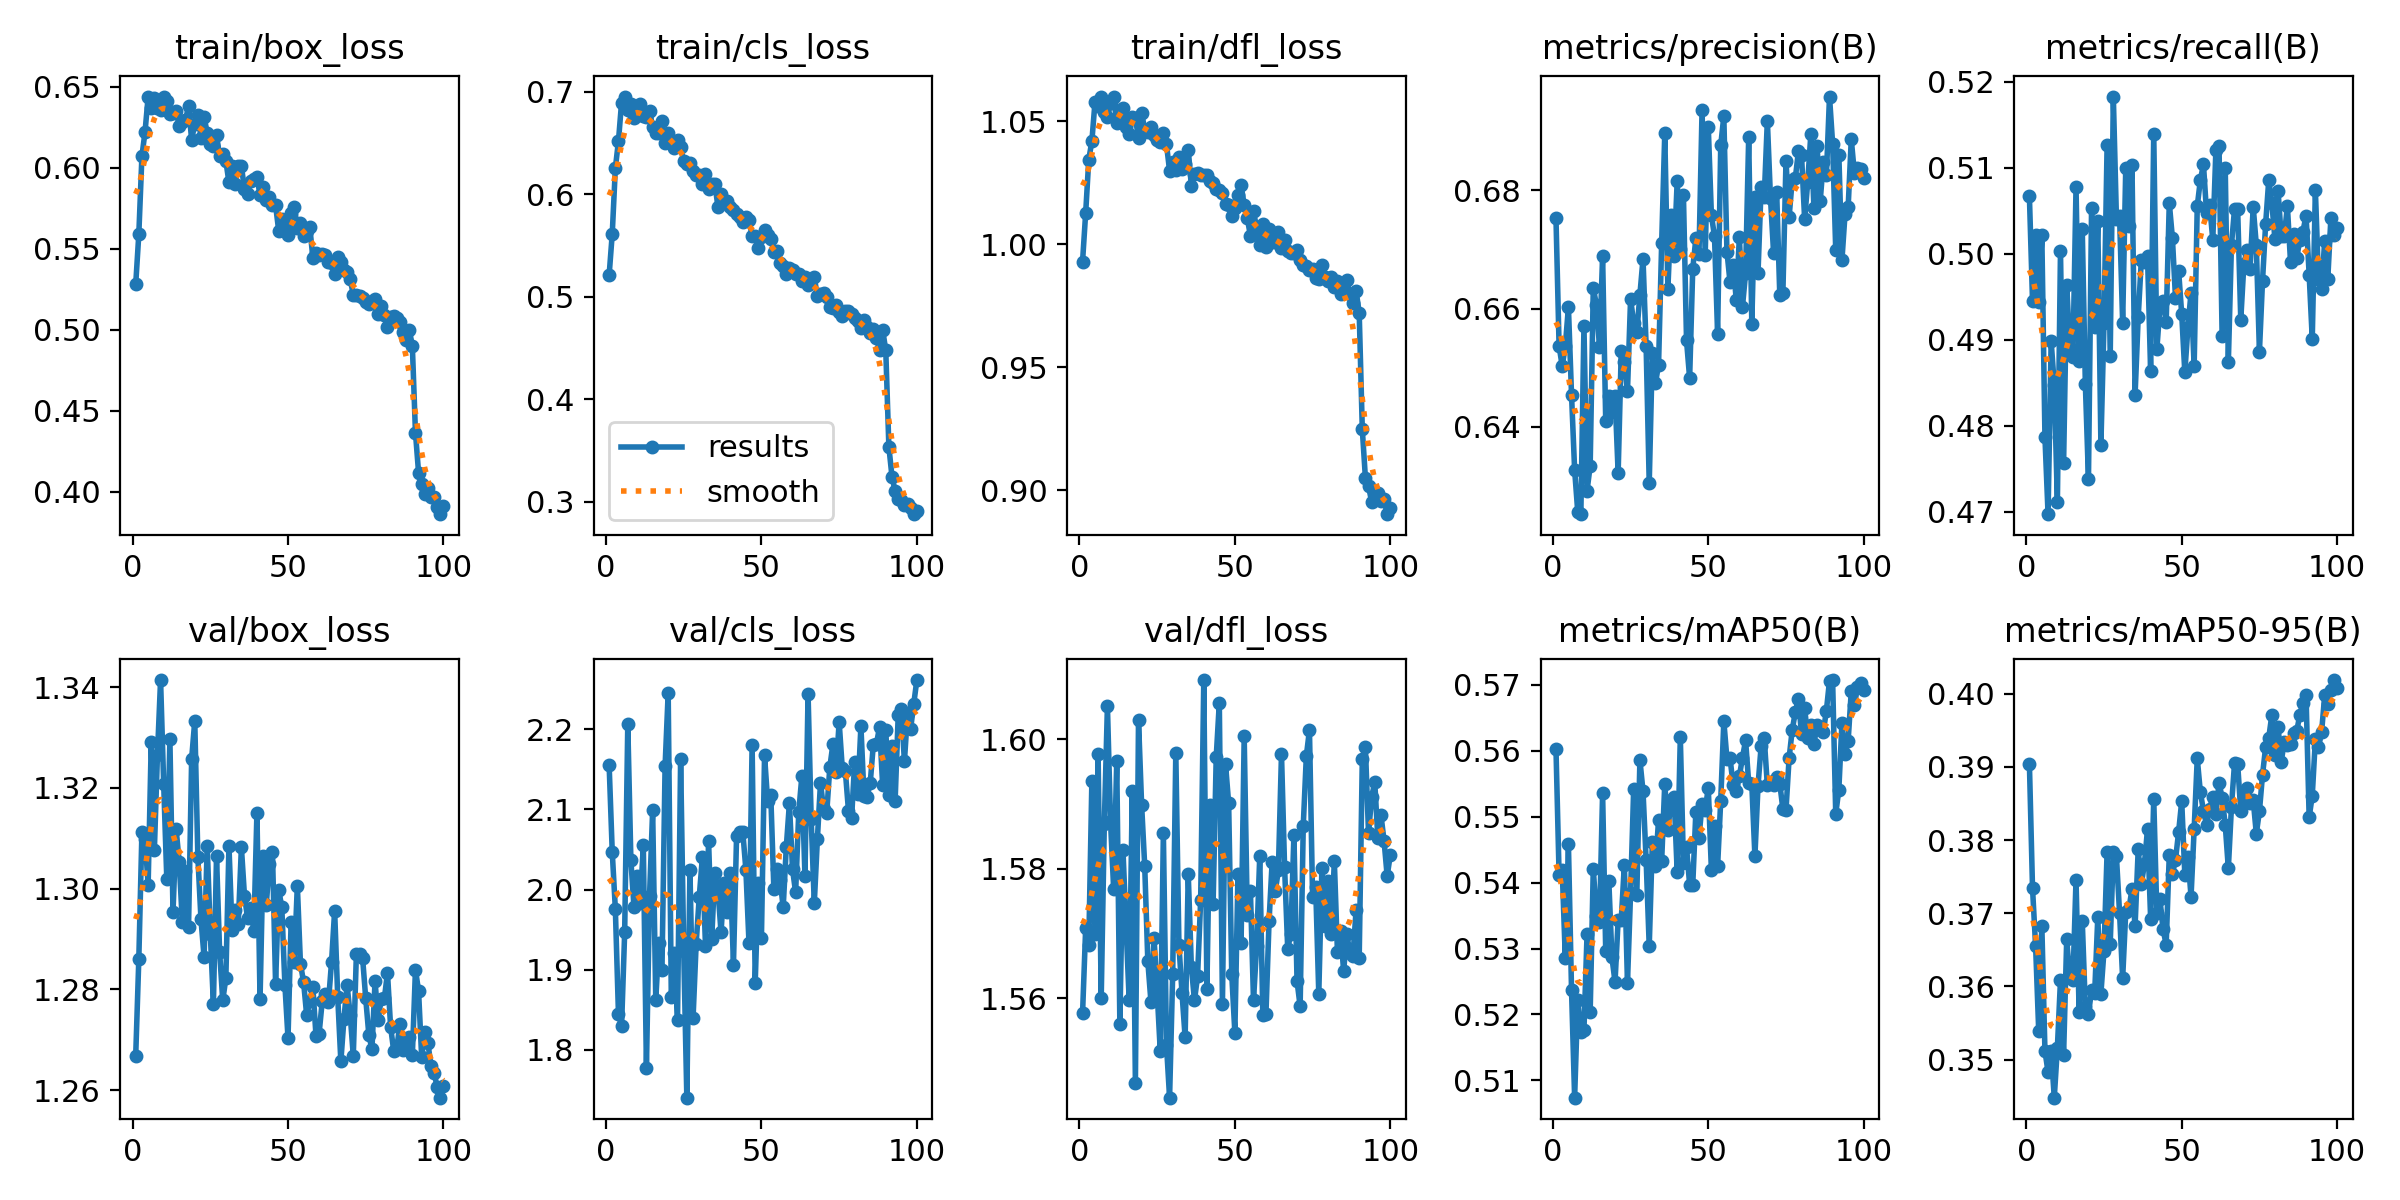 train/box_loss
train/cls_loss
train/dfl_loss
metrics/precision(B)
metrics/recall(B)
0.65
0.60
0.55
0.50
0.45
0.40
0 50 100
0.7
0.6
0.5
0.4
0.3
results
smooth
0 50 100
1.05
1.00
0.95
0.90
0 50 100
0.68
0.66
0.64
0 50 100
0.52
0.51
0.50
0.49
0.48
0.47
0 50 100
val/box_loss
val/cls_loss
val/dfl_loss
metrics/mAP50(B)
metrics/mAP50-95(B)
1.34
1.32
1.30
1.28
1.26
0 50 100
2.2
2.1
2.0
1.9
1.8
0 50 100
1.60
1.58
1.56
0 50 100
0.57
0.56
0.55
0.54
0.53
0.52
0.51
0 50 100
0.40
0.39
0.38
0.37
0.36
0.35
0 50 100